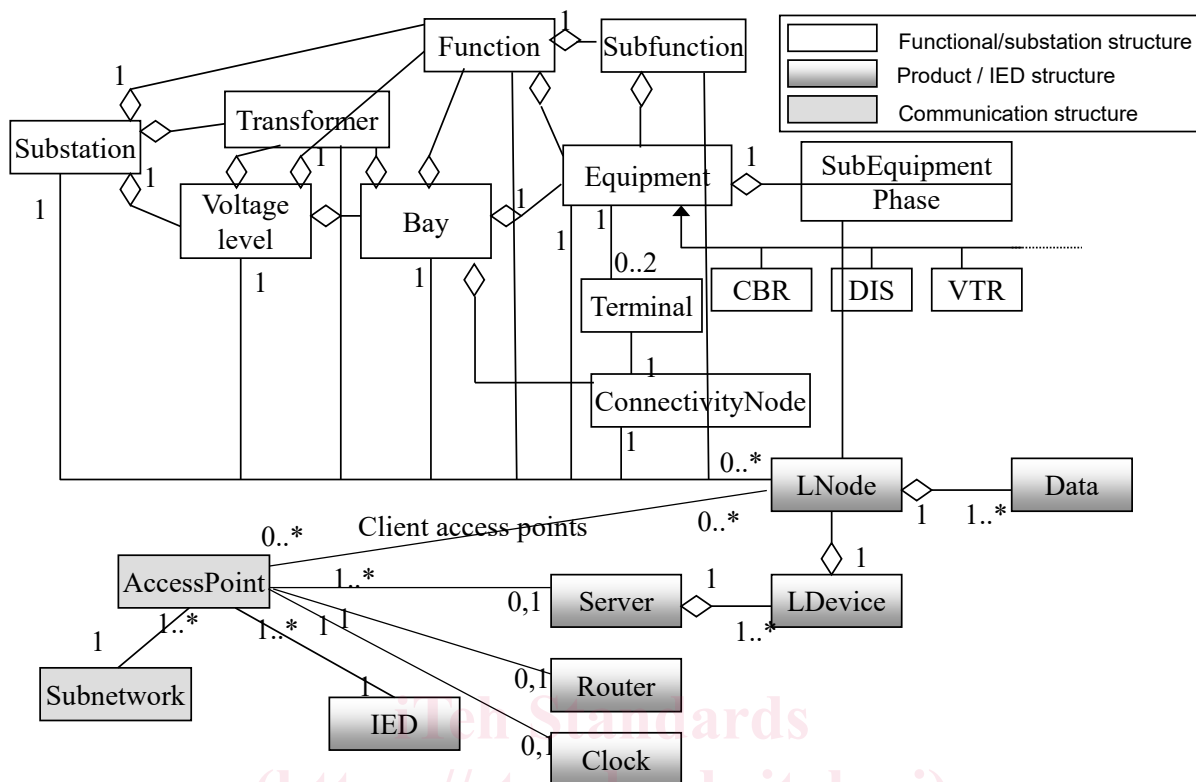 1
Function
1
Subfunction
Functional/substation structure
Product / IED structure
Communication structure
1
Transformer
Substation
1
1
Voltage
level
Bay
1
Equipment
1
SubEquipment
Phase
1
1
1
1
1
0..2
CBR
DIS
VTR
Terminal
1
ConnectivityNode
1
0..*
LNode
1
1..*
Data
Client access points
0..*
0..*
AccessPoint
1..*
0,1
Server
1
1..*
1
LDevice
1
1..*
1..*
1
1
Subnetwork
1
IED
0,1
Router
0,1
Clock
iTeh Standards